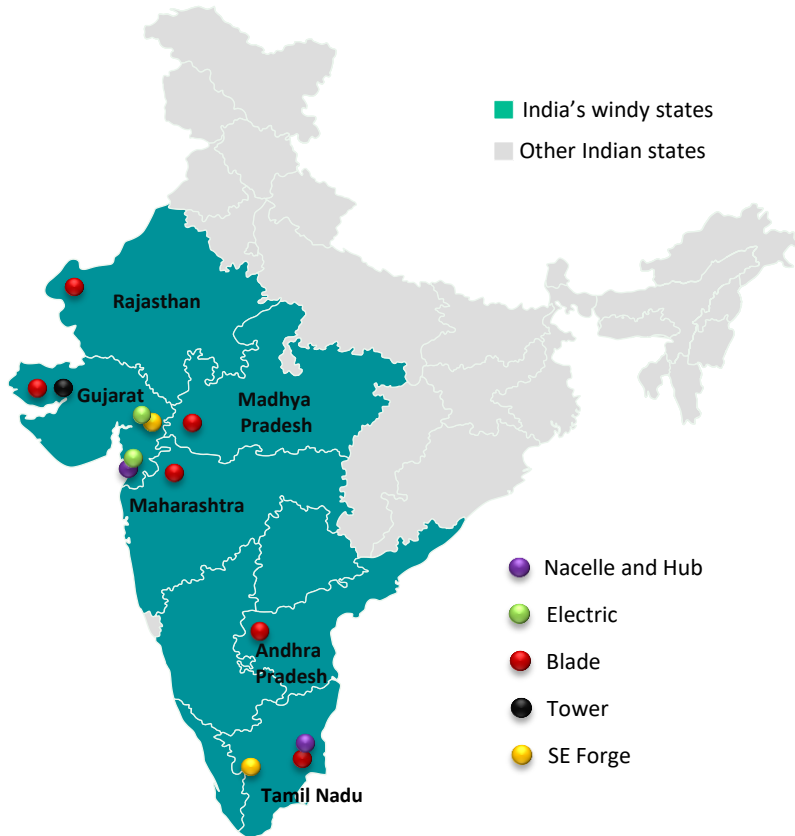 India's windy states
Other Indian states
Rajasthan
Gujarat
Madhya
Pradesh
Maharashtra
Nacelle and Hub
Electric
Blade
Tower
SE Forge
Andhra
Pradesh
Tamil Nadu